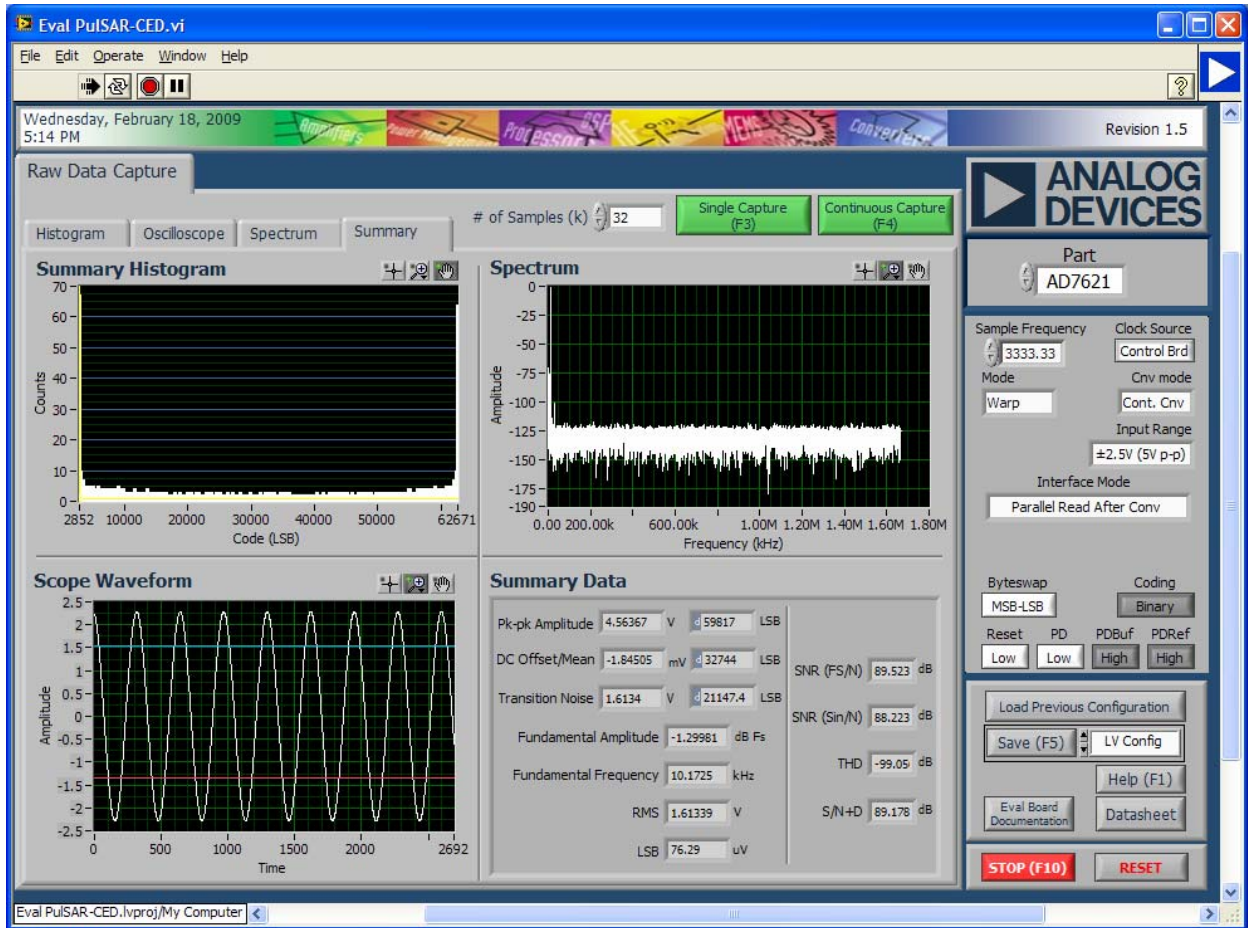 Eval PulSAR-CED.vi
File Edit Operate Window Help
Wednesday, February 18, 2009
5:14 PM
Amplifiers Power Management Processors DSP RF MEMS Converters
Revision 1.5
Raw Data Capture
ANALOG
DEVICES
Histogram Oscilloscope Spectrum Summary
# of Samples (k) 32
Single Capture
(F3)
Continuous Capture
(F4)
Part
AD7621
Summary Histogram
70
60
50
40
30
20
10
0
Counts
2852 10000 20000 30000 40000 50000 62671
Code (LSB)
Spectrum
0
-25
-50
-75
-100
-125
-150
-175
-190
Amplitude
0.00 200.00k 600.00k 1.00M 1.20M 1.40M 1.60M 1.80M
Frequency (kHz)
Sample Frequency Clock Source
3333.33 Control Brd
Mode Cnv mode
Warp Cont. Cnv
Input Range
±2.5V (5V p-p)
Interface Mode
Parallel Read After Conv
Byteswap Coding
MSB-LSB Binary
Reset PD PDBuf PDRef
Low Low High High
Scope Waveform
2.5
2
1.5
1
0.5
0
-0.5
-1
-1.5
-2
-2.5
Amplitude
0 500 1000 1500 2000 2692
Time
Summary Data
Pk-pk Amplitude 4.56367 V d 59817 LSB
DC Offset/Mean -1.84505 mV d 32744 LSB
Transition Noise 1.6134 V d 21147.4 LSB
Fundamental Amplitude -1.29981 dB Fs
Fundamental Frequency 10.1725 kHz
RMS 1.61339 V
LSB 76.29 uV
SNR (FS/N) 89.523 dB
SNR (Sin/N) 88.223 dB
THD -99.05 dB
S/N+D 89.178 dB
Load Previous Configuration
Save (F5) LV Config
Help (F1)
Eval Board
Documentation
Datasheet
STOP (F10) RESET
Eval PulSAR-CED.lvproj/My Computer